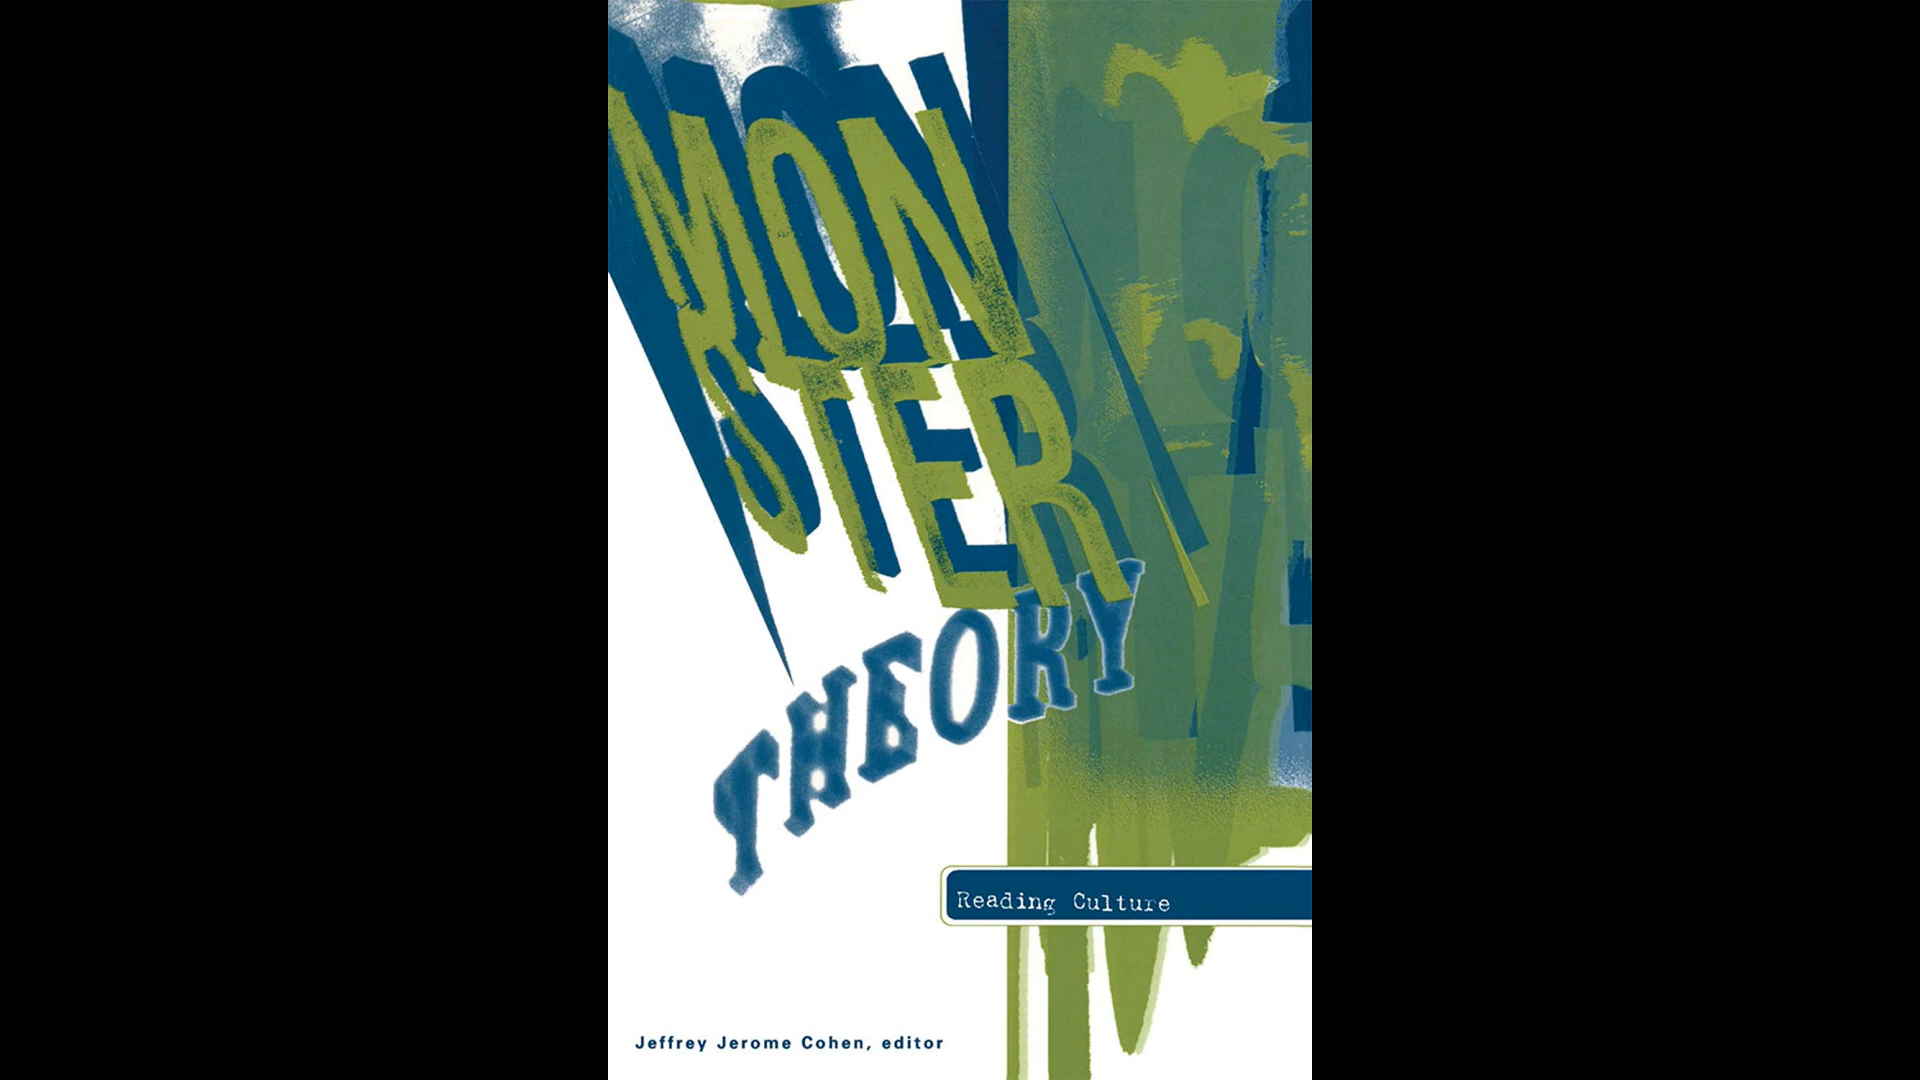 MON
STER
THEORY
Reading Culture
Jeffrey Jerome Cohen, editor